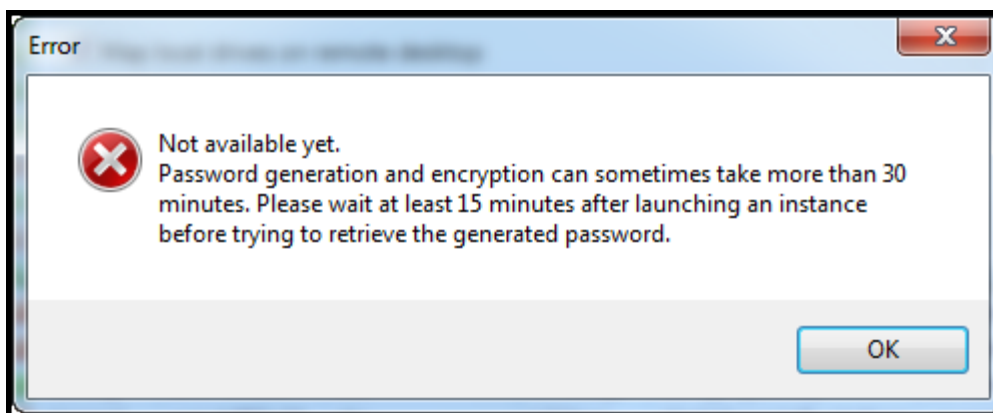 Error
Not available yet.
Password generation and encryption can sometimes take more than 30
minutes. Please wait at least 15 minutes after launching an instance
before trying to retrieve the generated password.
OK